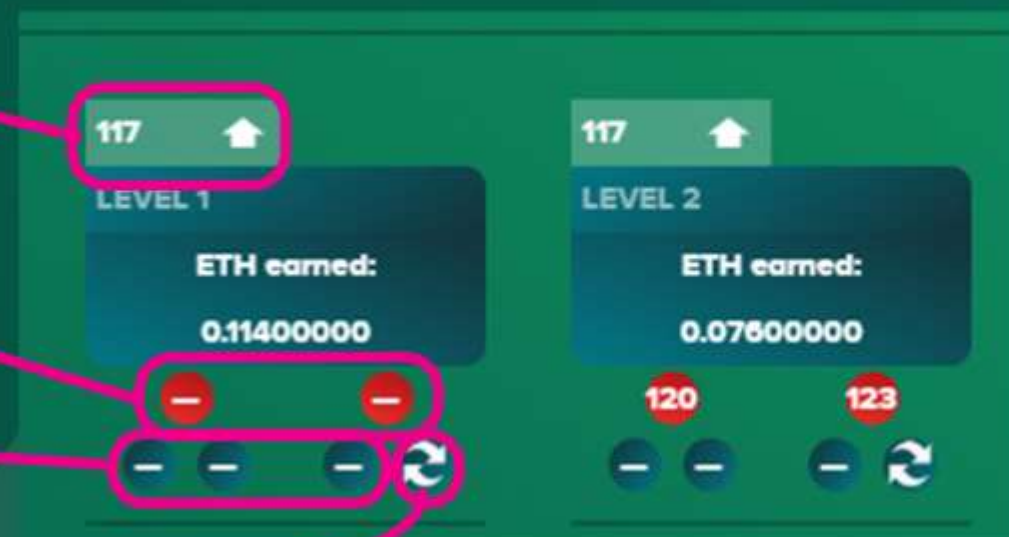 117
LEVEL 1
ETH earned:
0.11400000
– –
– – –
117
LEVEL 2
ETH earned:
0.07600000
120 123
– – –